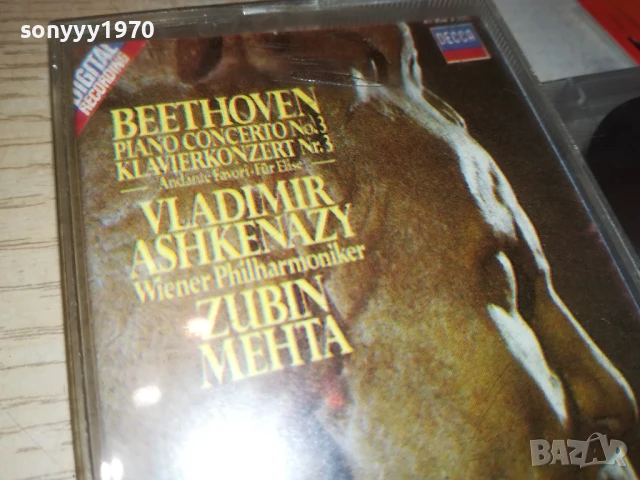 sonyyy1970
DIGITAL
RECORDING
DECCA
BEETHOVEN
PIANO CONCERTO No.3
KLAVIERKONZERT Nr.3
Andante Favori · Für Elise
VLADIMIR
ASHKENAZY
Wiener Philharmoniker
ZUBIN
MEHTA
BAZAR